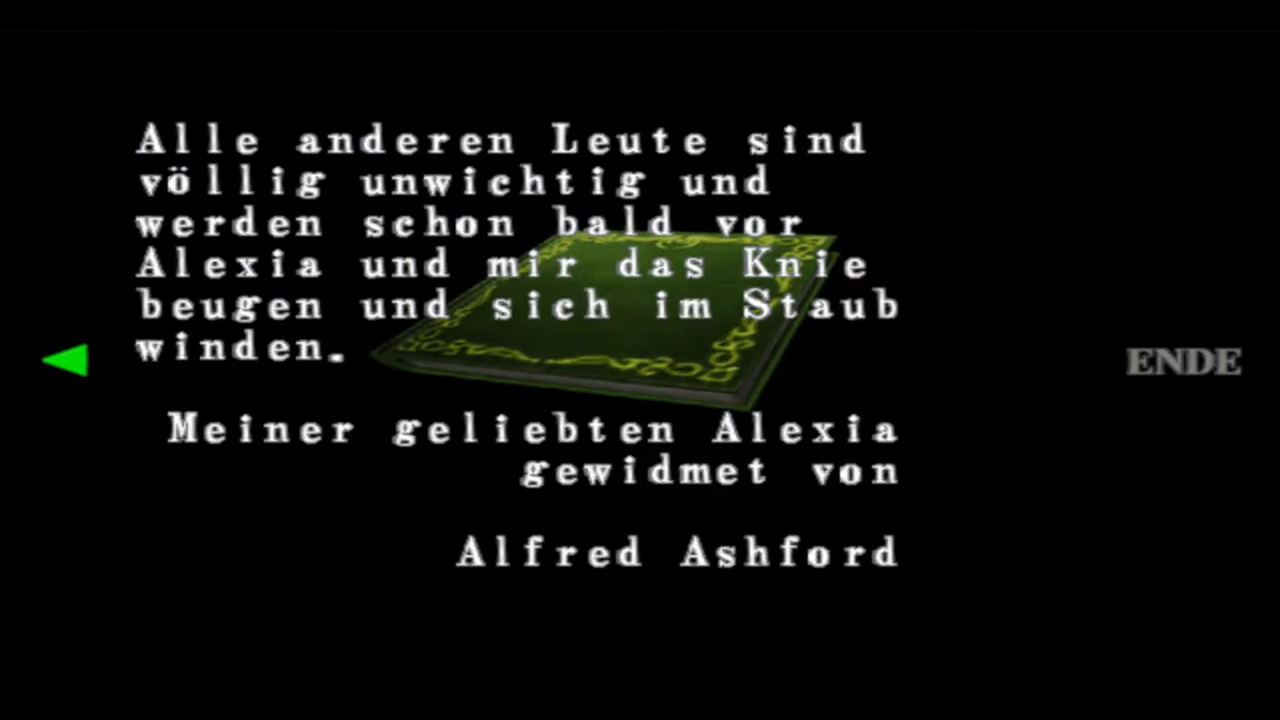 Alle anderen Leute sind
völlig unwichtig und
werden schon bald vor
Alexia und mir das Knie
beugen und sich im Staub
winden.
ENDE
Meiner geliebten Alexia
gewidmet von
Alfred Ashford